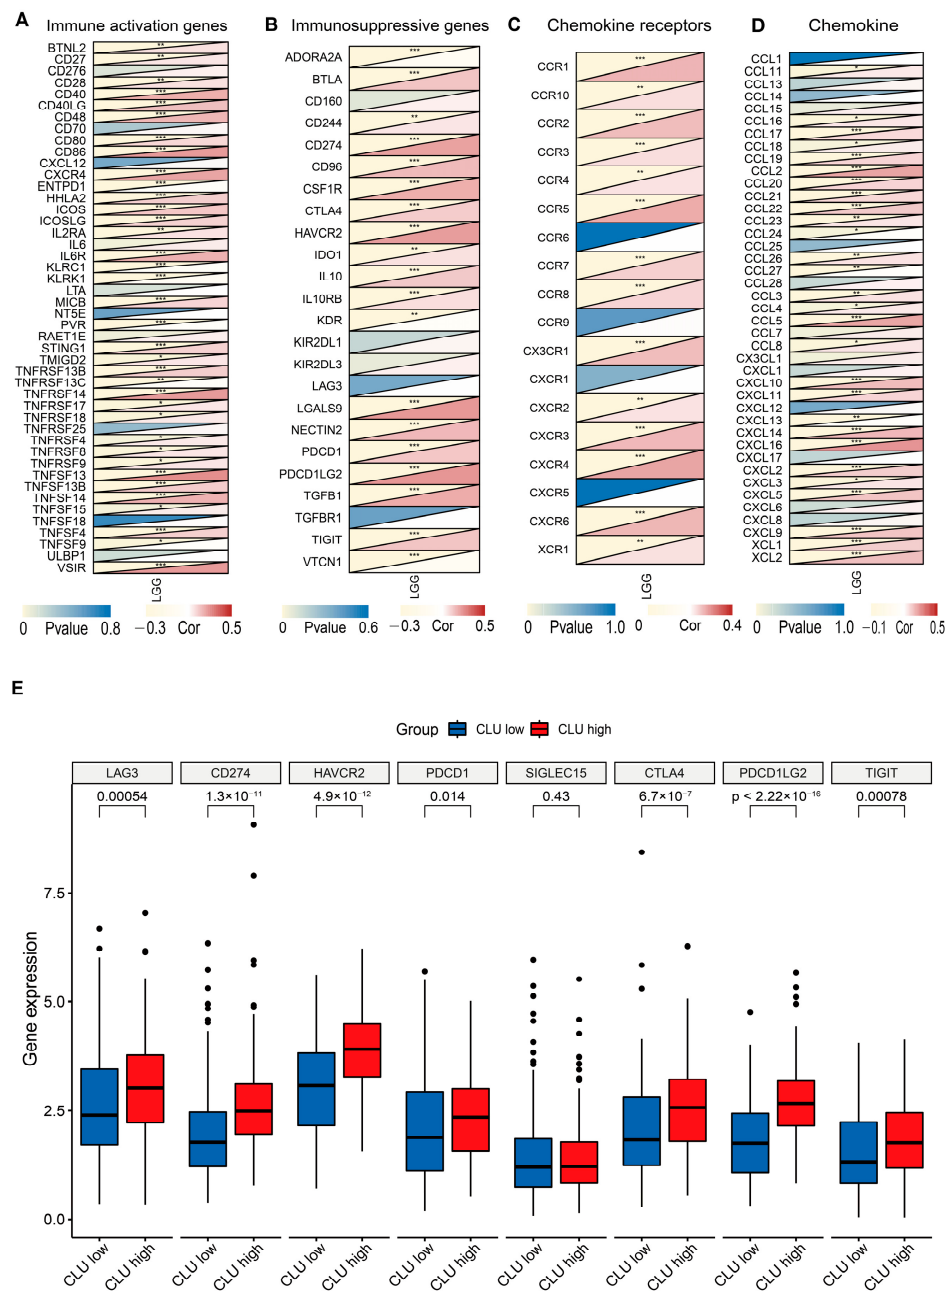 A
Immune activation genes
BTNL2 **
CD27 **
CD276
CD28 **
CD40 ***
CD40LG ***
CD48 ***
CD70
CD80 ***
CD86 ***
CXCL12
CXCR4 ***
ENTPD1 ***
HHLA2 ***
ICOS ***
ICOSLG ***
IL2RA **
IL6
IL6R ***
KLRC1 ***
KLRK1 ***
LTA
MICB ***
NT5E
PVR ***
RAET1E
STING1 ***
TMIGD2 *
TNFRSF13B ***
TNFRSF13C **
TNFRSF14 ***
TNFRSF17 *
TNFRSF18 *
TNFRSF25
TNFRSF4 *
TNFRSF8 *
TNFRSF9 *
TNFSF13 ***
TNFSF13B ***
TNFSF14 ***
TNFSF15 *
TNFSF18
TNFSF4 ***
TNFSF9 *
ULBP1
VSIR ***
LGG
0 Pvalue 0.8
−0.3 Cor 0.5
B
Immunosuppressive genes
ADORA2A ***
BTLA ***
CD160
CD244 **
CD274 ***
CD96 ***
CSF1R ***
CTLA4 ***
HAVCR2 ***
IDO1 **
IL10 ***
IL10RB ***
KDR **
KIR2DL1
KIR2DL3
LAG3
LGALS9 ***
NECTIN2 ***
PDCD1 ***
PDCD1LG2 ***
TGFB1 ***
TGFBR1
TIGIT ***
VTCN1 ***
LGG
0 Pvalue 0.6
−0.3 Cor 0.5
C
Chemokine receptors
CCR1 ***
CCR10 **
CCR2 ***
CCR3 ***
CCR4 **
CCR5 ***
CCR6
CCR7 ***
CCR8 ***
CCR9
CX3CR1 ***
CXCR1
CXCR2 **
CXCR3 ***
CXCR4 ***
CXCR5
CXCR6 ***
XCR1 **
LGG
0 Pvalue 1.0
0 Cor 0.4
D
Chemokine
CCL1
CCL11 *
CCL13
CCL14
CCL15
CCL16 *
CCL17 ***
CCL18 *
CCL19 ***
CCL2 ***
CCL20 ***
CCL21 ***
CCL22 ***
CCL23 **
CCL24 *
CCL25
CCL26 **
CCL27 **
CCL28
CCL3 **
CCL4 *
CCL5 ***
CCL7
CCL8 *
CX3CL1
CXCL1
CXCL10 ***
CXCL11 ***
CXCL12
CXCL13 **
CXCL14 ***
CXCL16 ***
CXCL17
CXCL2 ***
CXCL3 *
CXCL5 ***
CXCL6
CXCL8
CXCL9 ***
XCL1 ***
XCL2 ***
LGG
0 Pvalue 1.0
−0.1 Cor 0.5
E
Group CLU low CLU high
LAG3 CD274 HAVCR2 PDCD1 SIGLEC15 CTLA4 PDCD1LG2 TIGIT
0.00054 1.3×10⁻¹¹ 4.9×10⁻¹² 0.014 0.43 6.7×10⁻⁷ p < 2.22×10⁻¹⁶ 0.00078
Gene expression
7.5
5.0
2.5
0.0
CLU low CLU high CLU low CLU high CLU low CLU high CLU low CLU high CLU low CLU high CLU low CLU high CLU low CLU high CLU low CLU high